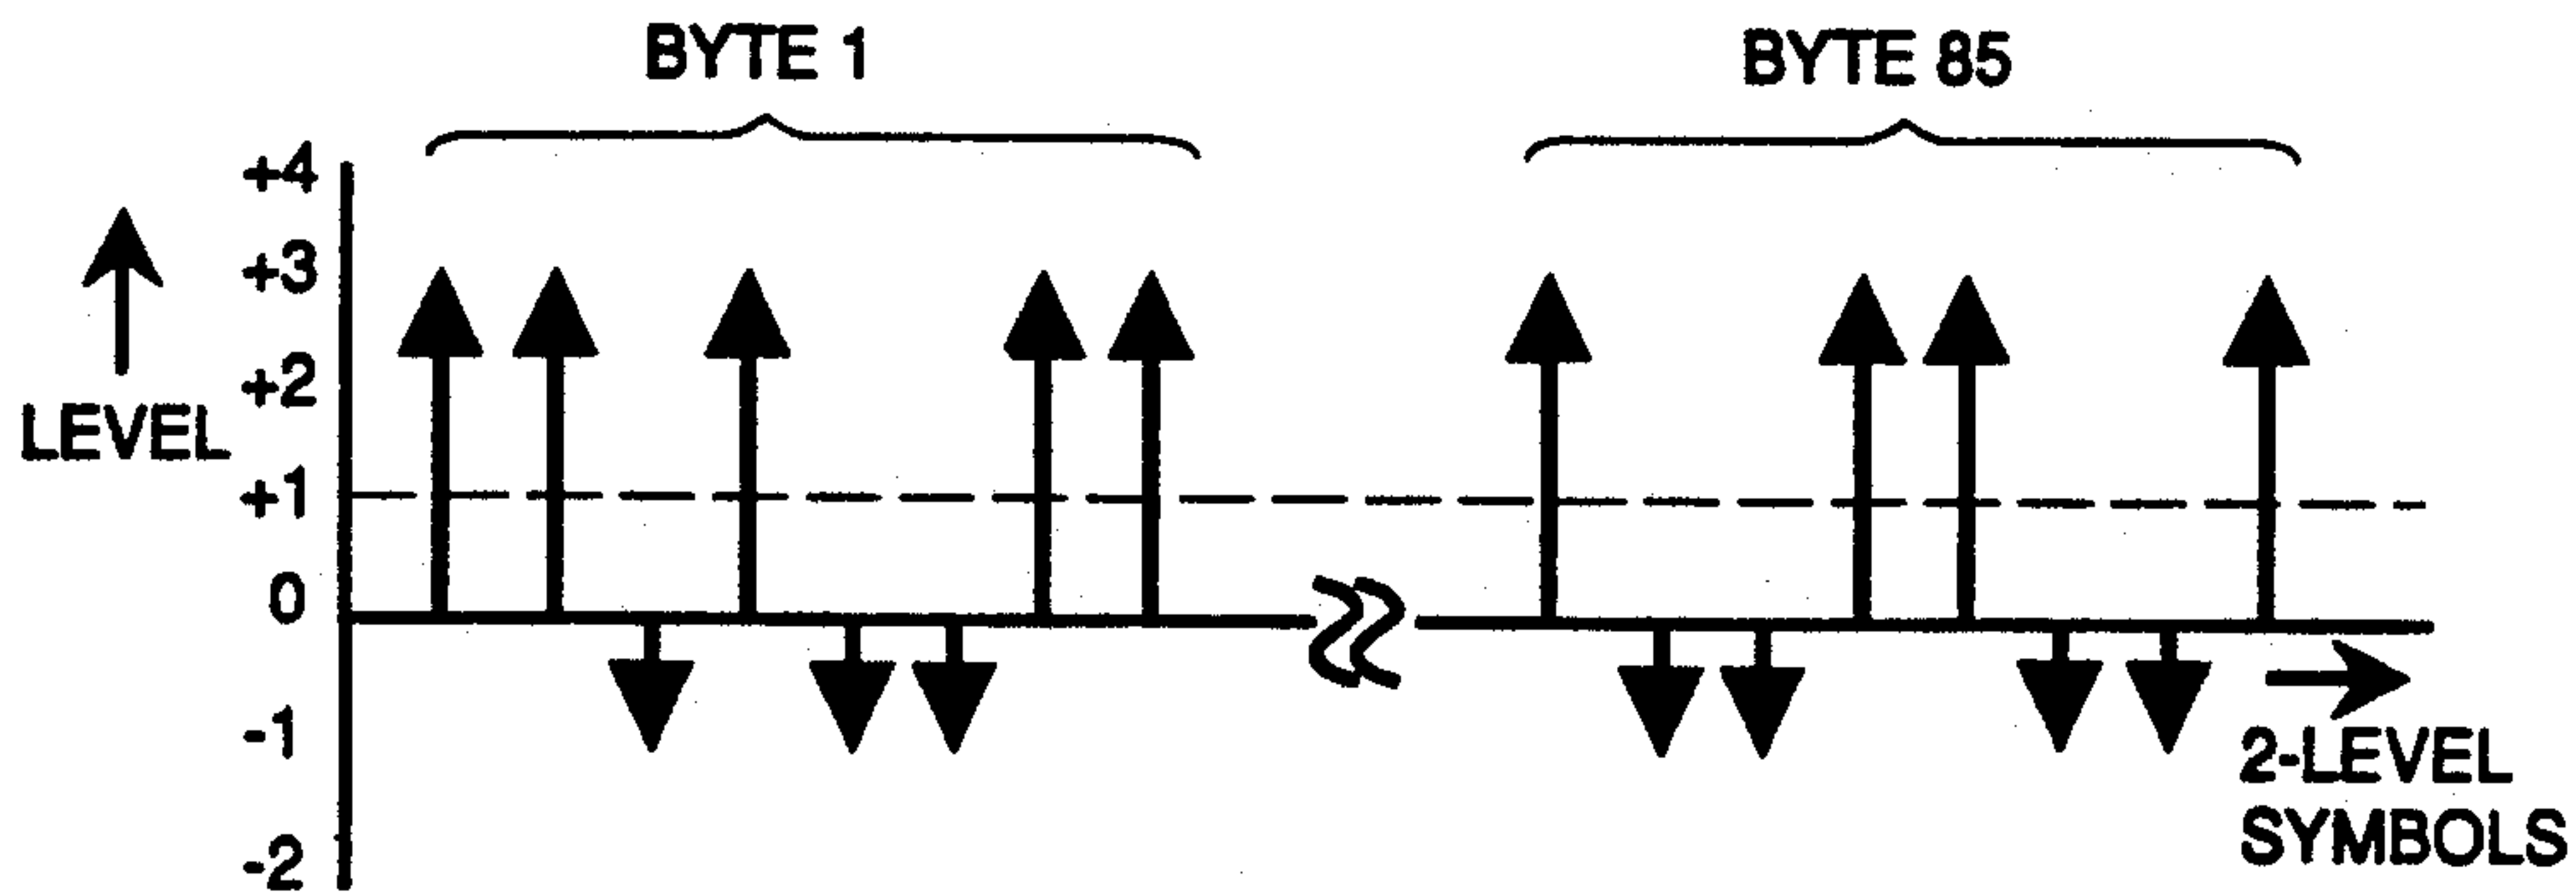 BYTE 1
BYTE 85
+4
+3
+2
LEVEL
+1
0
-1
-2
2-LEVEL
SYMBOLS